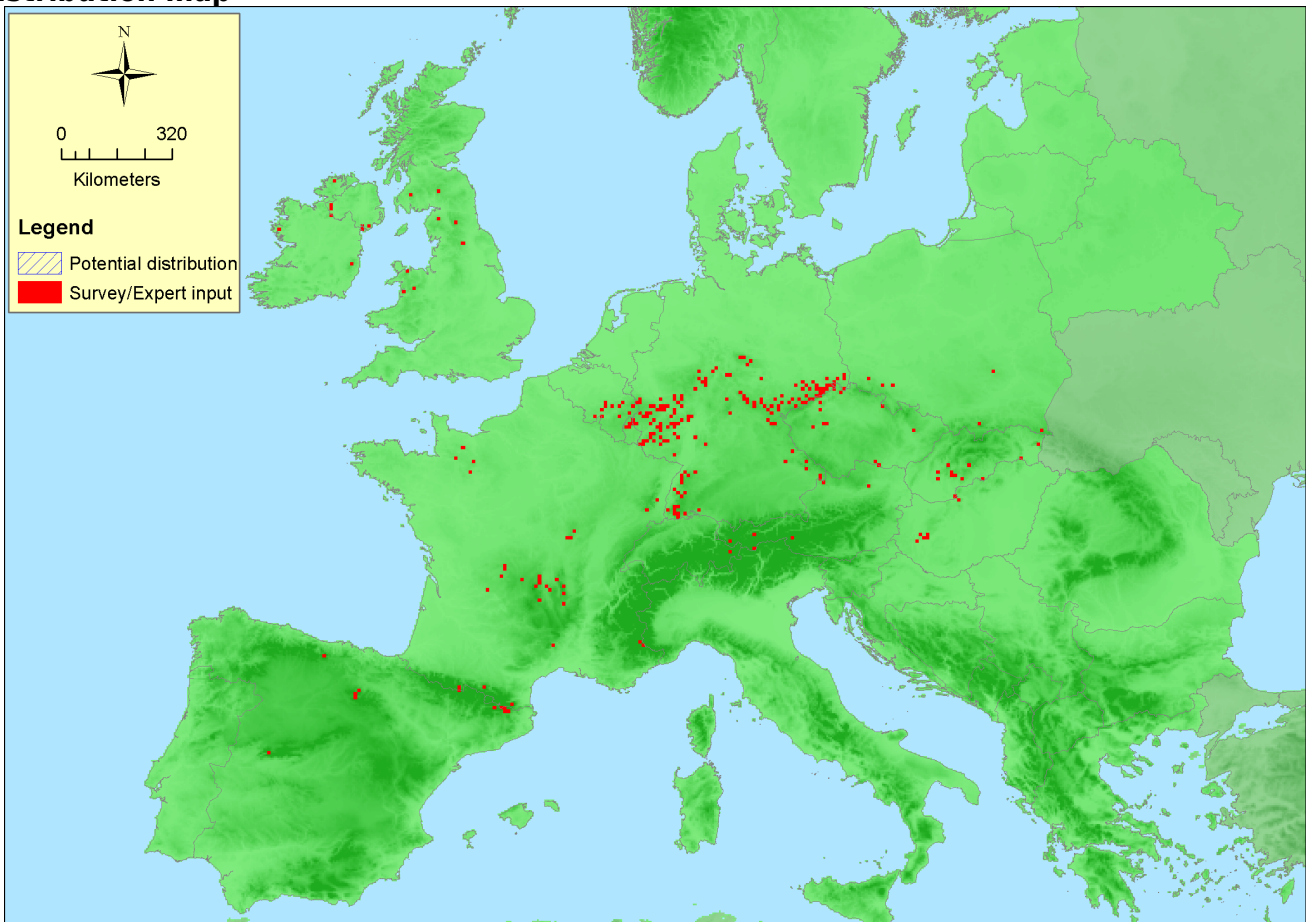 N
0 320
Kilometers
Legend
Potential distribution
Survey/Expert input